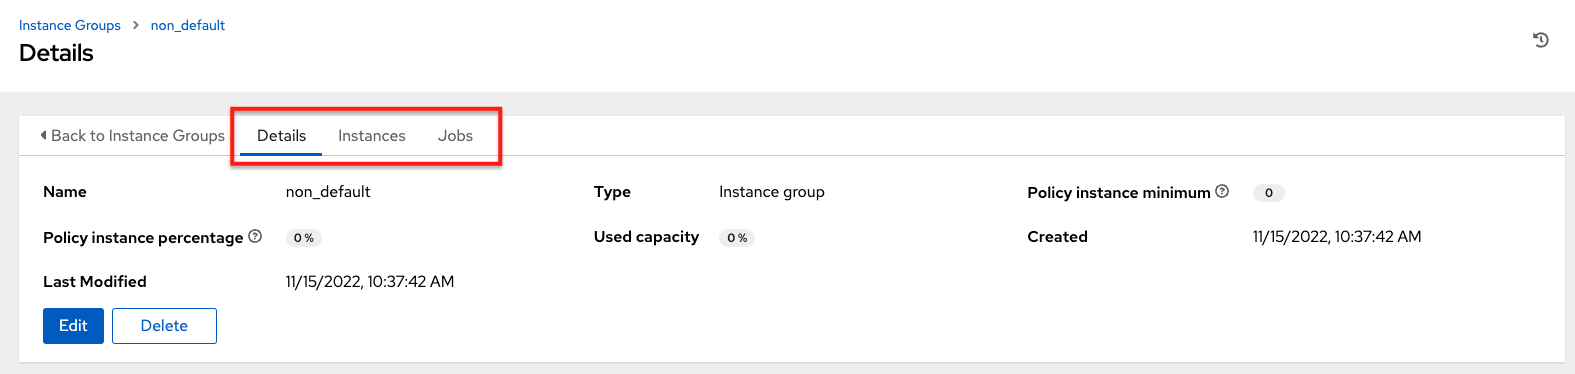 Instance Groups > non_default
Details
Back to Instance Groups Details Instances Jobs
Name non_default Type Instance group Policy instance minimum 0
Policy instance percentage 0 % Used capacity 0 % Created 11/15/2022, 10:37:42 AM
Last Modified 11/15/2022, 10:37:42 AM
Edit Delete